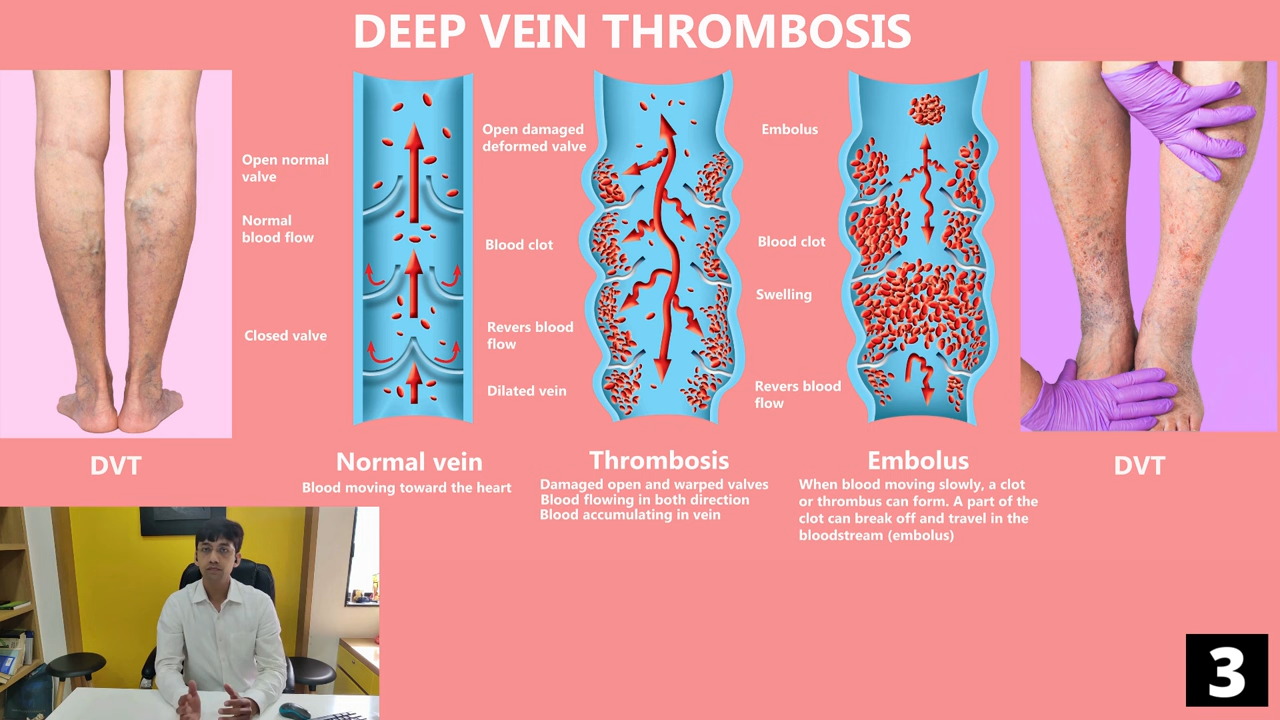 DEEP VEIN THROMBOSIS
Open normal
valve
Normal
blood flow
Closed valve
Open damaged
deformed valve
Blood clot
Revers blood
flow
Dilated vein
Embolus
Blood clot
Swelling
Revers blood
flow
DVT
Normal vein
Blood moving toward the heart
Thrombosis
Damaged open and warped valves
Blood flowing in both direction
Blood accumulating in vein
Embolus
When blood moving slowly, a clot
or thrombus can form. A part of the
clot can break off and travel in the
bloodstream (embolus)
DVT
3